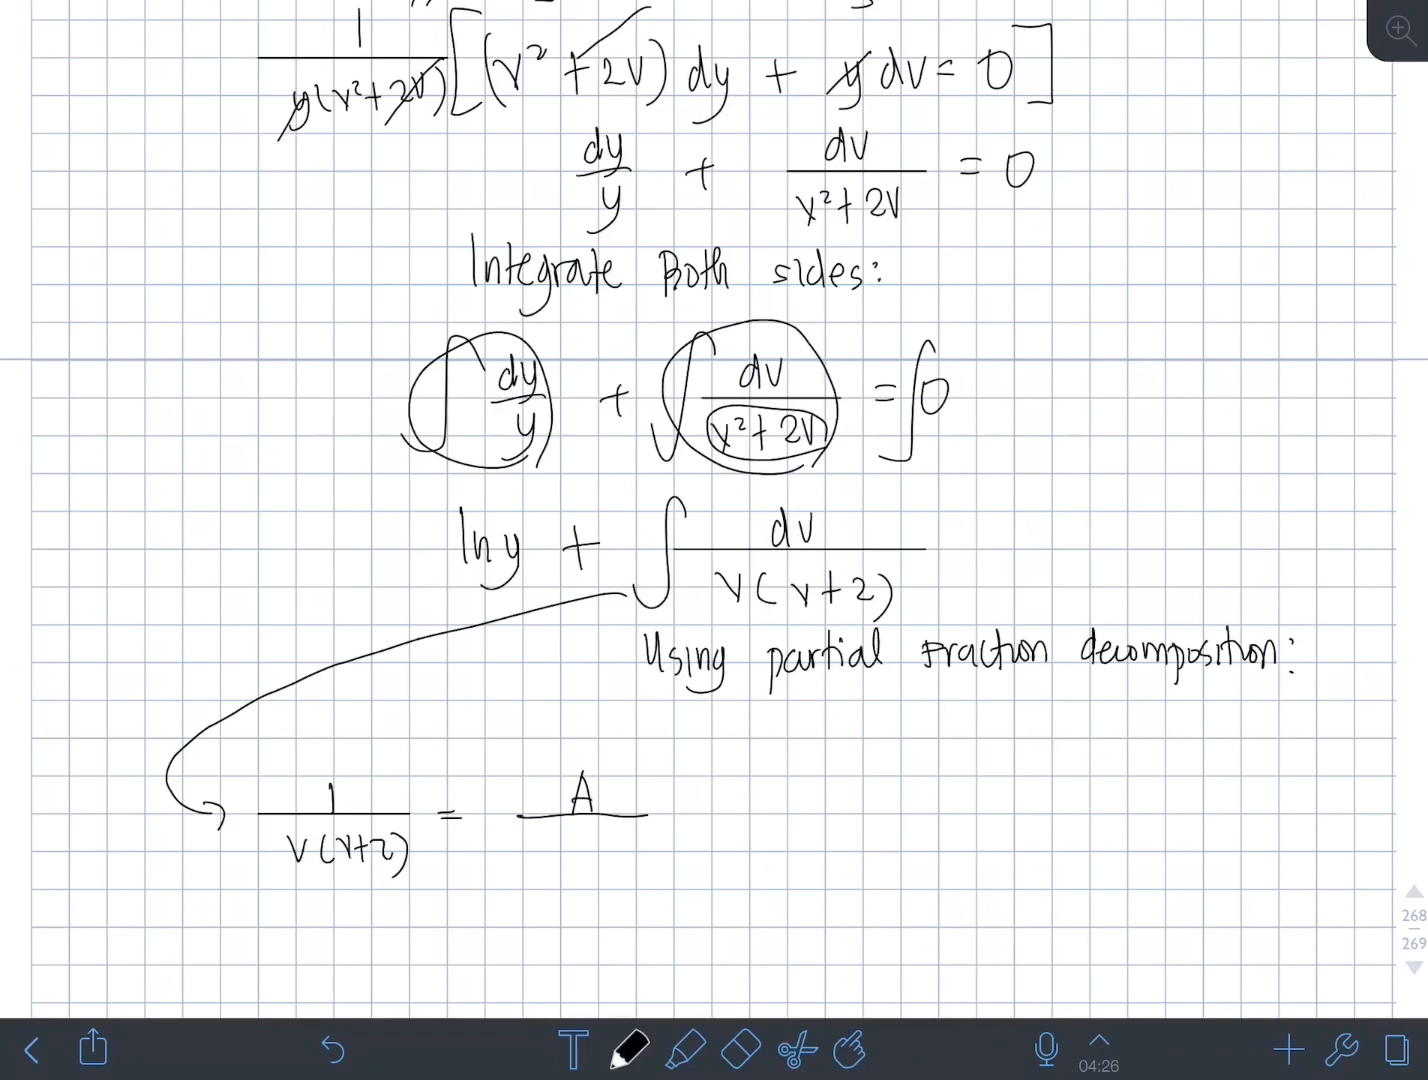 1/(y(v²+2v)) [(v² + 2v) dy + y dv = 0]
dy/y + dv/(v²+2v) = 0
Integrate Both sides:
∫ dy/y + ∫ dv/(v²+2v) = ∫0
ln y + ∫ dv/(v(v+2))
Using partial Fraction decomposition:
1/(v(v+2)) = A
268
269
T
04:26